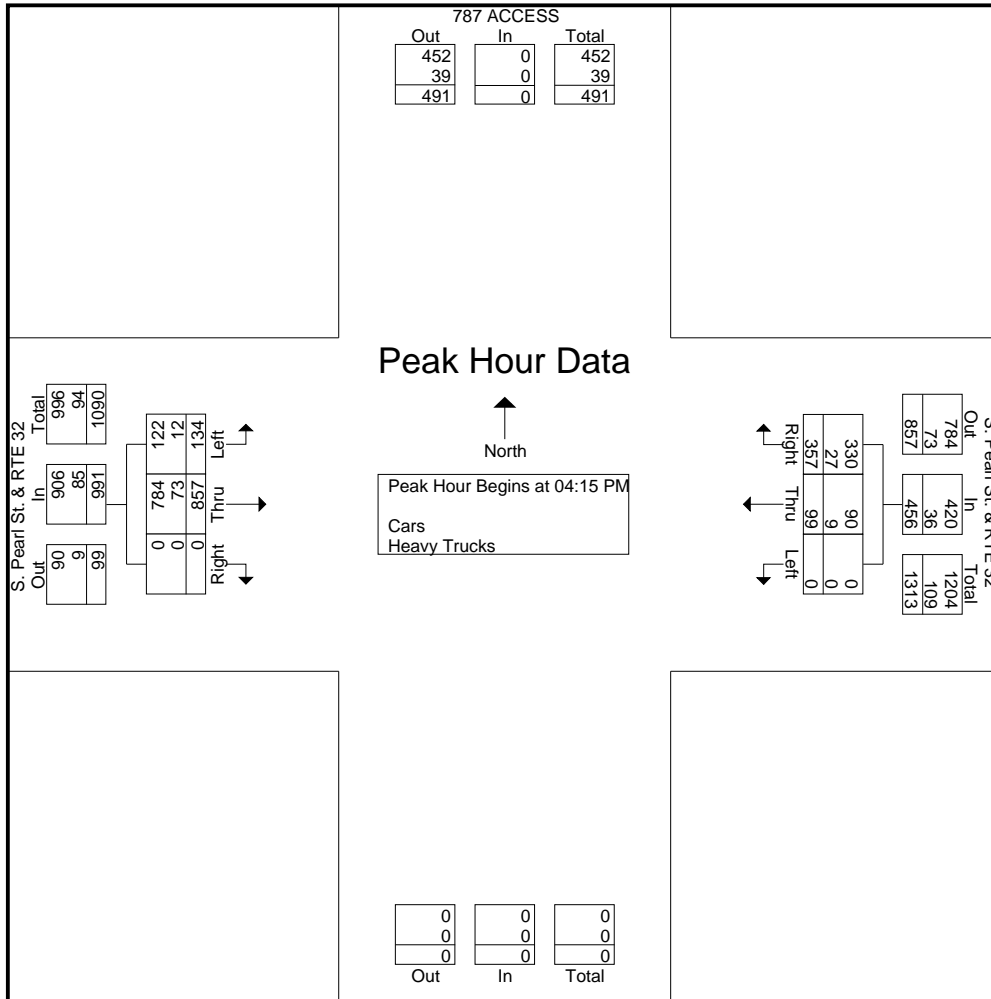 787 ACCESS
Out In Total
452 0 452
39 0 39
491 0 491
Peak Hour Data
North
Peak Hour Begins at 04:15 PM
Cars
Heavy Trucks
S. Pearl St. & RTE 32
Out In Total
90 906 996
9 85 94
99 991 1090
Left Thru Right
122 784 0
12 73 0
134 857 0
S. Pearl St. & RTE 32
Out In Total
784 420 1204
73 36 109
857 456 1313
Right Thru Left
330 90 0
27 9 0
357 99 0
0 0 0
0 0 0
0 0 0
Out In Total